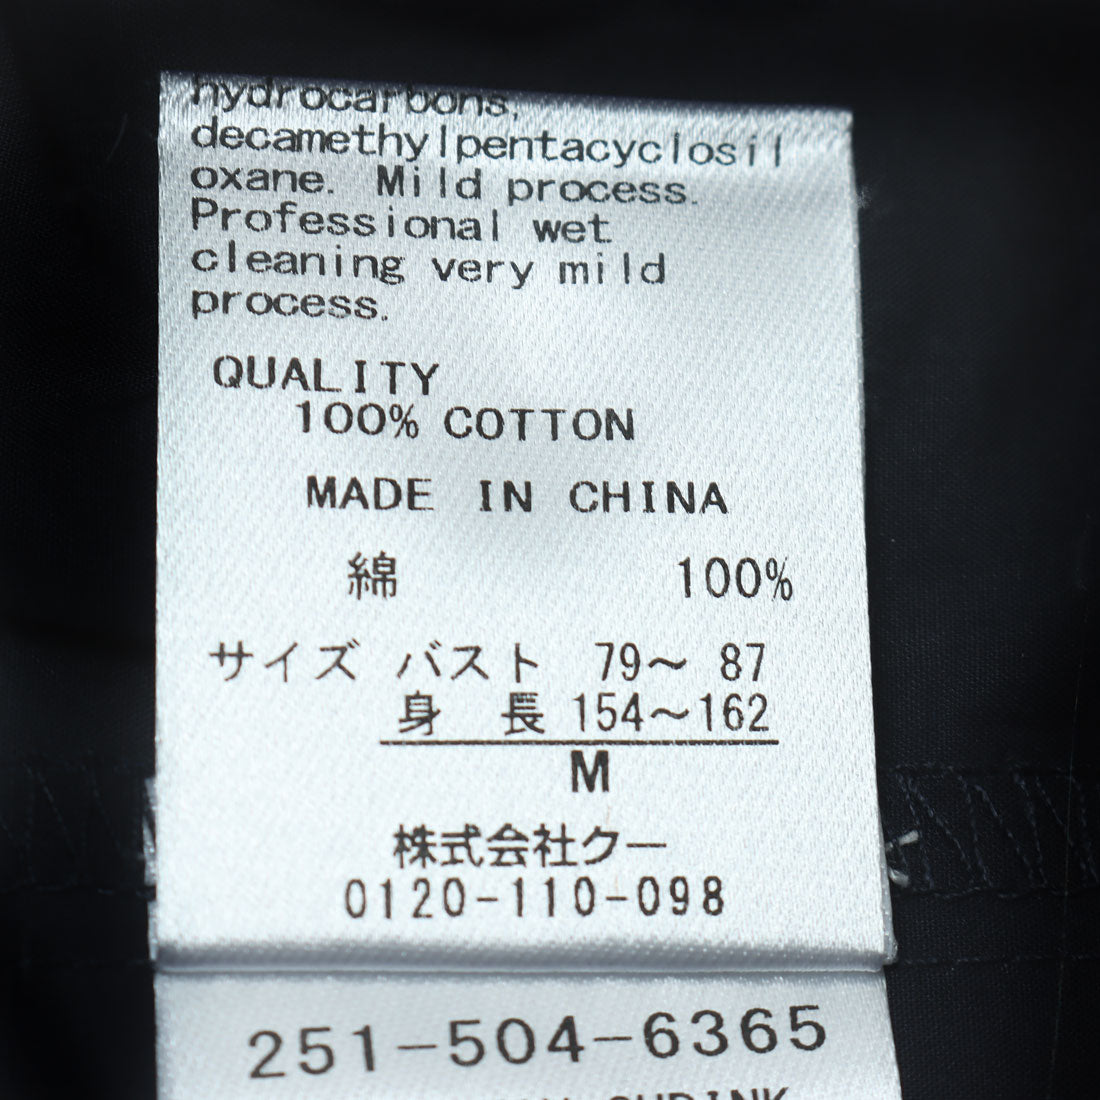 hydrocarbons,
decamethylpentacyclosil
oxane. Mild process.
Professional wet
cleaning very mild
process.
QUALITY
100% COTTON
MADE IN CHINA
綿 100%
サイズ バスト 79～ 87
身 長 154～162
M
株式会社クー
0120-110-098
251-504-6365
SHRINK